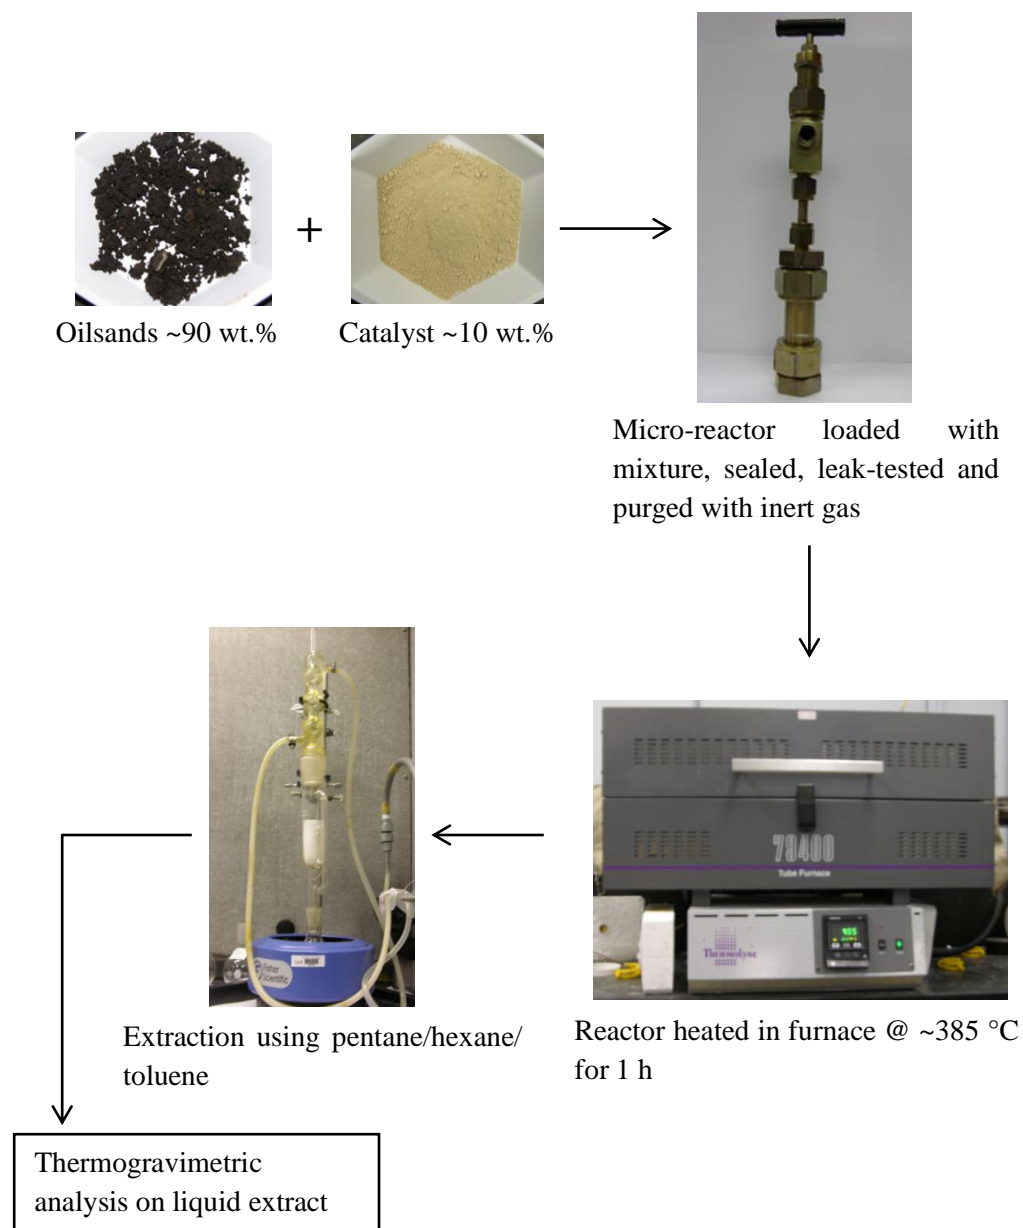 +
Oilsands ~90 wt.%
Catalyst ~10 wt.%
Micro-reactor loaded with
mixture, sealed, leak-tested and
purged with inert gas
79400
Tube Furnace
Thermolyne
Fisher
Scientific
Reactor heated in furnace @ ~385 °C
for 1 h
Extraction using pentane/hexane/
toluene
Thermogravimetric
analysis on liquid extract